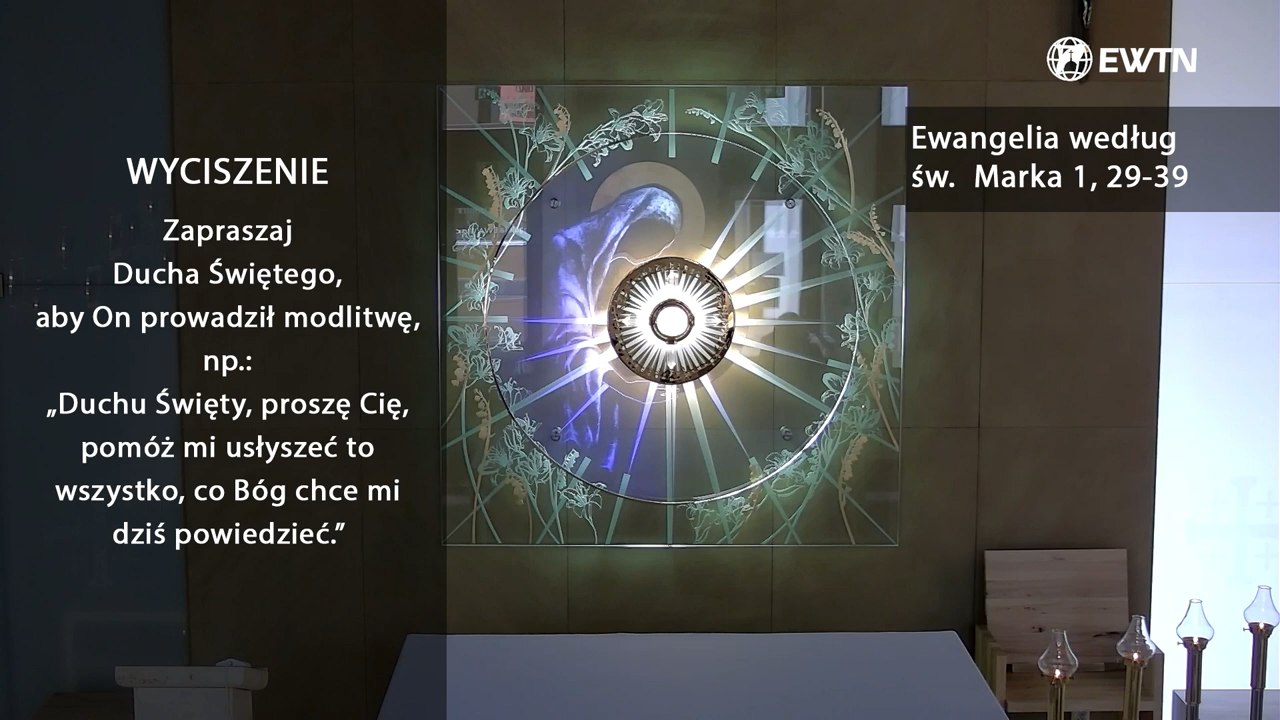 WYCISZENIE
Zapraszaj
Ducha Świętego,
aby On prowadził modlitwę,
np.:
„Duchu Święty, proszę Cię,
pomóż mi usłyszeć to
wszystko, co Bóg chce mi
dziś powiedzieć.”
EWTN
Ewangelia według
św.  Marka 1, 29-39